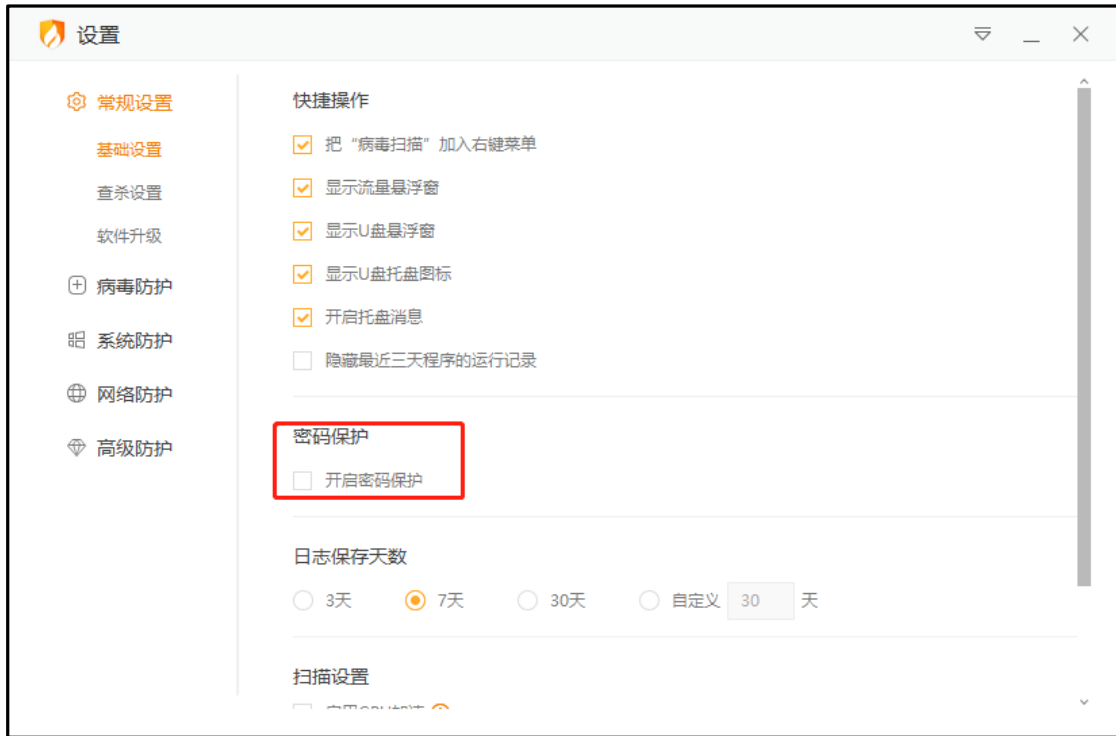 设置
常规设置
基础设置
查杀设置
软件升级
病毒防护
系统防护
网络防护
高级防护
快捷操作
把“病毒扫描”加入右键菜单
显示流量悬浮窗
显示U盘悬浮窗
显示U盘托盘图标
开启托盘消息
隐藏最近三天程序的运行记录
密码保护
开启密码保护
日志保存天数
3天 7天 30天 自定义 30 天
扫描设置